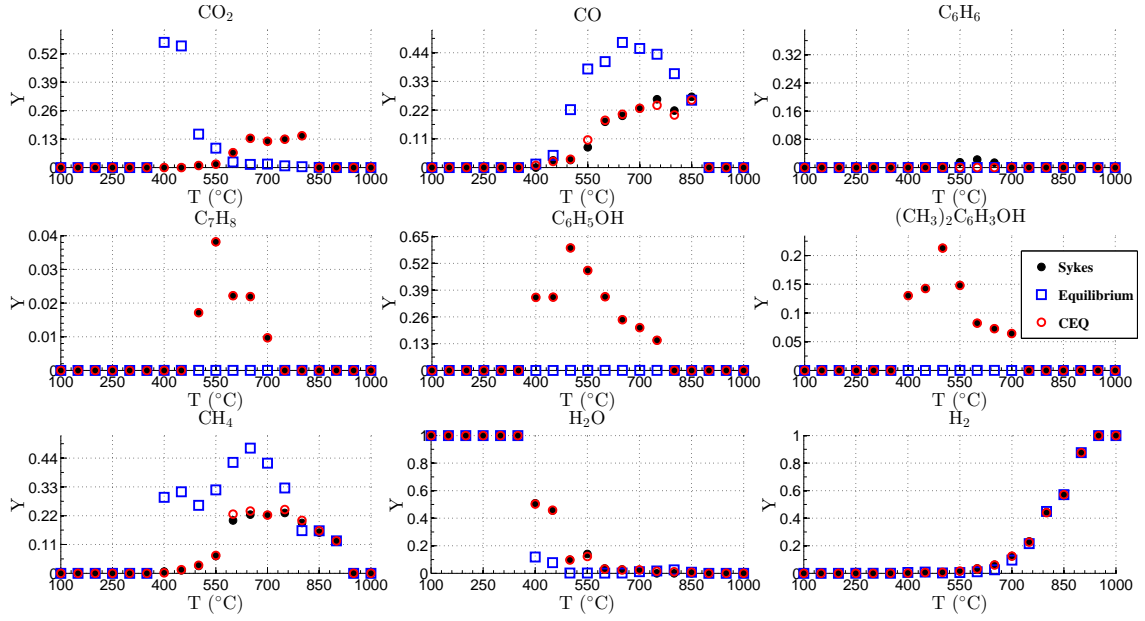 CO₂ CO C₆H₆
0.52 0.44 0.32
0.39 0.33 0.24
0.26 0.22 0.16
0.13 0.11 0.08
0 0 0
Y Y Y
100 250 400 550 700 850 1000 100 250 400 550 700 850 1000 100 250 400 550 700 850 1000
T (°C) T (°C) T (°C)
C₇H₈ C₆H₅OH (CH₃)₂C₆H₃OH
0.04 0.65 0.2
0.04 0.52 0.15
0.03 0.39 0.1
0.02 0.26 0.05
0.01 0.13 0
0 0
Y Y Y
Sykes
Equilibrium
CEQ
100 250 400 550 700 850 1000 100 250 400 550 700 850 1000 100 250 400 550 700 850 1000
T (°C) T (°C) T (°C)
CH₄ H₂O H₂
0.44 1 1
0.33 0.8 0.8
0.22 0.6 0.6
0.11 0.4 0.4
0 0.2 0.2
0 0
Y Y Y
100 250 400 550 700 850 1000 100 250 400 550 700 850 1000 100 250 400 550 700 850 1000
T (°C) T (°C) T (°C)